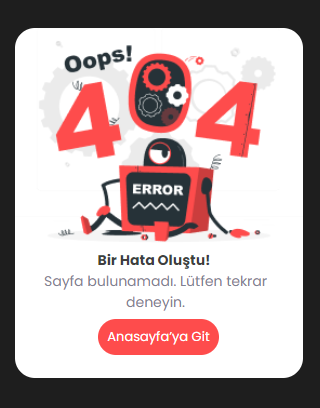 Oops!
404
ERROR
Bir Hata Oluştu!
Sayfa bulunamadı. Lütfen tekrar
deneyin.
Anasayfa'ya Git